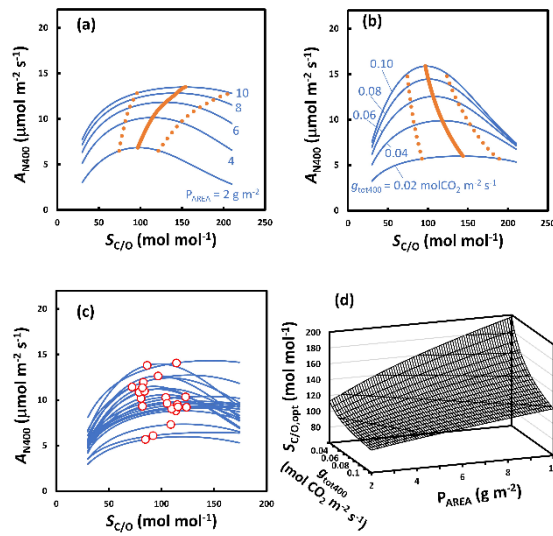 (a)
20
15
10
5
0
A_N400 (μmol m⁻² s⁻¹)
10
8
6
4
P_AREA = 2 g m⁻²
0 50 100 150 200 250
S_C/O (mol mol⁻¹)
(b)
20
15
10
5
0
A_N400 (μmol m⁻² s⁻¹)
0.10
0.08
0.06
0.04
g_tot400 = 0.02 molCO₂ m⁻² s⁻¹
0 50 100 150 200 250
S_C/O (mol mol⁻¹)
(c)
20
15
10
5
0
A_N400 (μmol m⁻² s⁻¹)
0 50 100 150 200
S_C/O (mol mol⁻¹)
(d)
200
180
160
140
120
100
80
S_C/O,opt (mol mol⁻¹)
0.04
0.06
0.08
0.1
g_tot400 (mol CO₂ m⁻² s⁻¹)
2
4
6
8
P_AREA (g m⁻²)